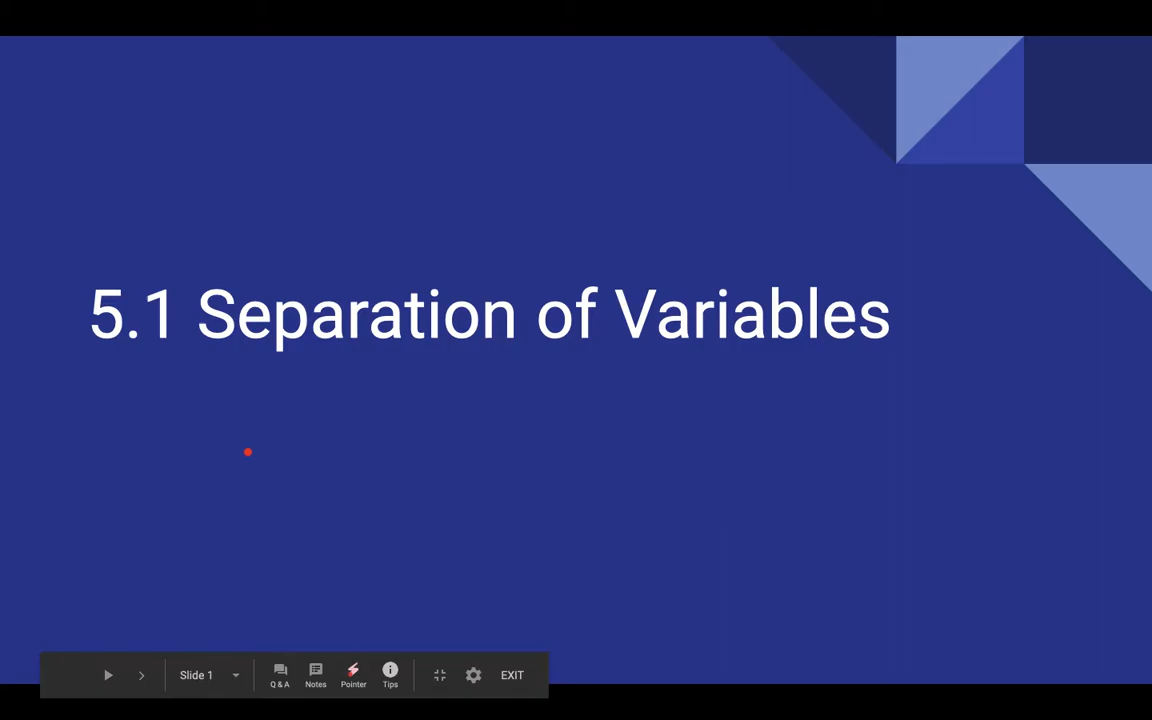 5.1 Separation of Variables
Slide 1
Q & A
Notes
Pointer
Tips
EXIT